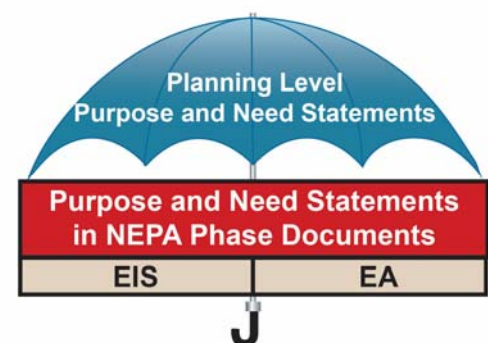 Planning Level
Purpose and Need Statements
Purpose and Need Statements
in NEPA Phase Documents
EIS EA